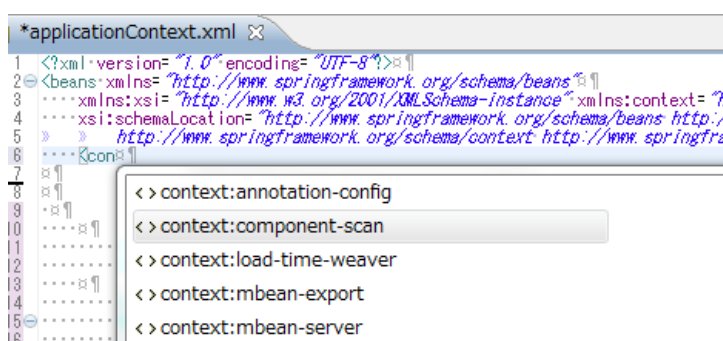 *applicationContext.xml
1 <?xml version="1.0" encoding="UTF-8"?>
2 <beans xmlns="http://www.springframework.org/schema/beans"
3 xmlns:xsi="http://www.w3.org/2001/XMLSchema-instance" xmlns:context="
4 xsi:schemaLocation="http://www.springframework.org/schema/beans http:/
5 http://www.springframework.org/schema/context http://www.springfra
6 <con
7
8
9
10
11
12
13
14
15
16
<> context:annotation-config
<> context:component-scan
<> context:load-time-weaver
<> context:mbean-export
<> context:mbean-server